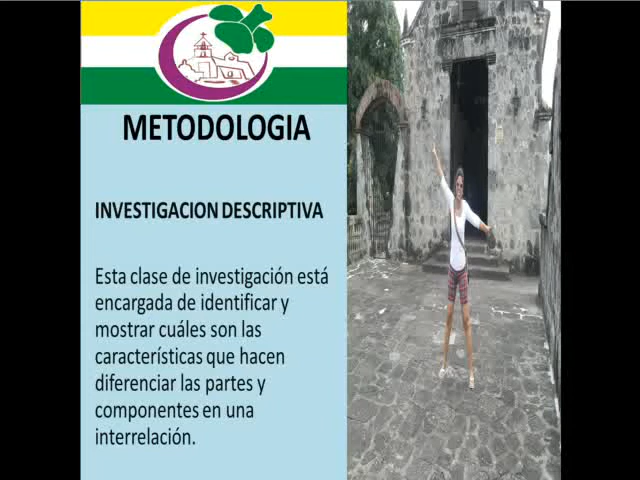 METODOLOGIA
INVESTIGACION DESCRIPTIVA
Esta clase de investigación está
encargada de identificar y
mostrar cuáles son las
características que hacen
diferenciar las partes y
componentes en una
interrelación.